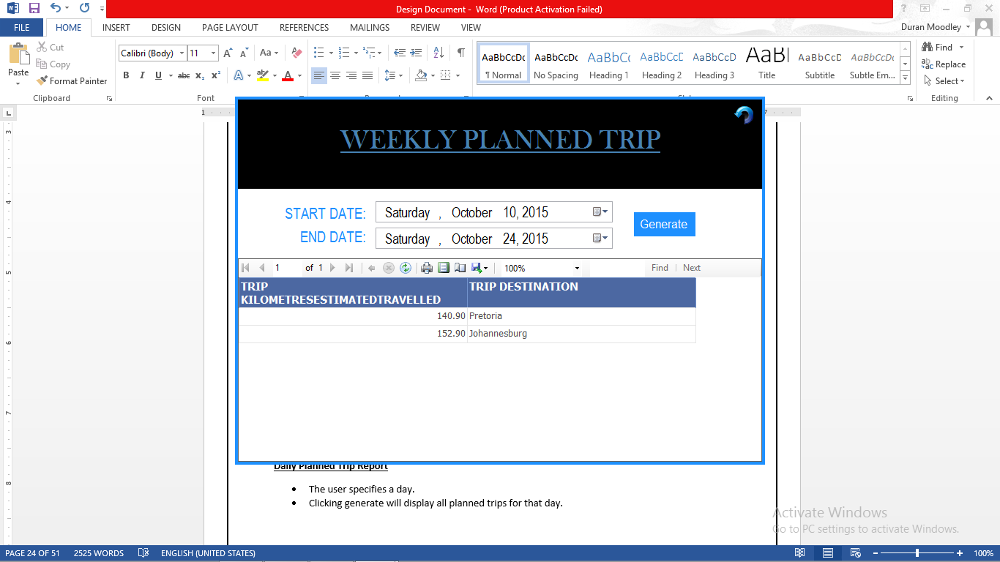 Design Document - Word (Product Activation Failed)
FILE HOME INSERT DESIGN PAGE LAYOUT REFERENCES MAILINGS REVIEW VIEW Duran Moodley
Paste Cut Copy Format Painter
Clipboard
Calibri (Body) 11
Font
AaBbCcDc AaBbCcDc AaBbC AaBbCcD AaBbCcD AaB AaBbCcD AaBbCcDc
¶ Normal No Spacing Heading 1 Heading 2 Heading 3 Title Subtitle Subtle Em...
Find
Replace
Select
Editing
WEEKLY PLANNED TRIP
START DATE: Saturday , October 10, 2015
Generate
END DATE: Saturday , October 24, 2015
1 of 1 100% Find | Next
TRIP KILOMETRESESTIMATEDTRAVELLED TRIP DESTINATION
140.90 Pretoria
152.90 Johannesburg
Daily Planned Trip Report
• The user specifies a day.
• Clicking generate will display all planned trips for that day.
Activate Windows
Go to PC settings to activate Windows.
PAGE 24 OF 51 2525 WORDS ENGLISH (UNITED STATES) 100%